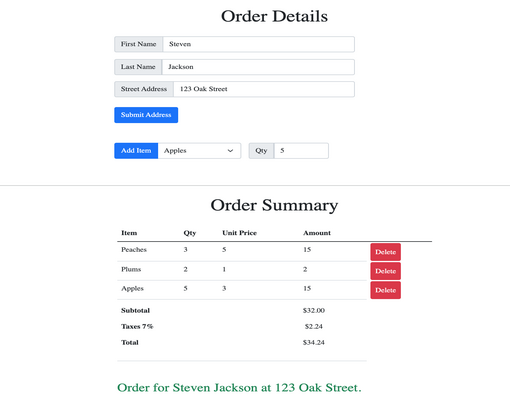 Order Details
First Name Steven
Last Name Jackson
Street Address 123 Oak Street
Submit Address
Add Item Apples Qty 5
Order Summary
Item Qty Unit Price Amount
Peaches 3 5 15 Delete
Plums 2 1 2 Delete
Apples 5 3 15 Delete
Subtotal $32.00
Taxes 7% $2.24
Total $34.24
Order for Steven Jackson at 123 Oak Street.